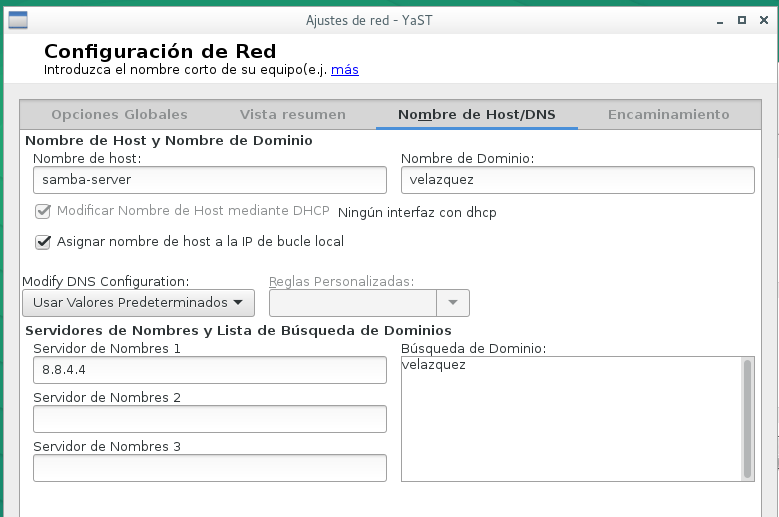 Ajustes de red - YaST
Configuración de Red
Introduzca el nombre corto de su equipo(e.j. más
Opciones Globales Vista resumen Nombre de Host/DNS Encaminamiento
Nombre de Host y Nombre de Dominio
Nombre de host: Nombre de Dominio:
samba-server velazquez
Modificar Nombre de Host mediante DHCP Ningún interfaz con dhcp
Asignar nombre de host a la IP de bucle local
Modify DNS Configuration: Reglas Personalizadas:
Usar Valores Predeterminados
Servidores de Nombres y Lista de Búsqueda de Dominios
Servidor de Nombres 1 Búsqueda de Dominio:
8.8.4.4 velazquez
Servidor de Nombres 2
Servidor de Nombres 3